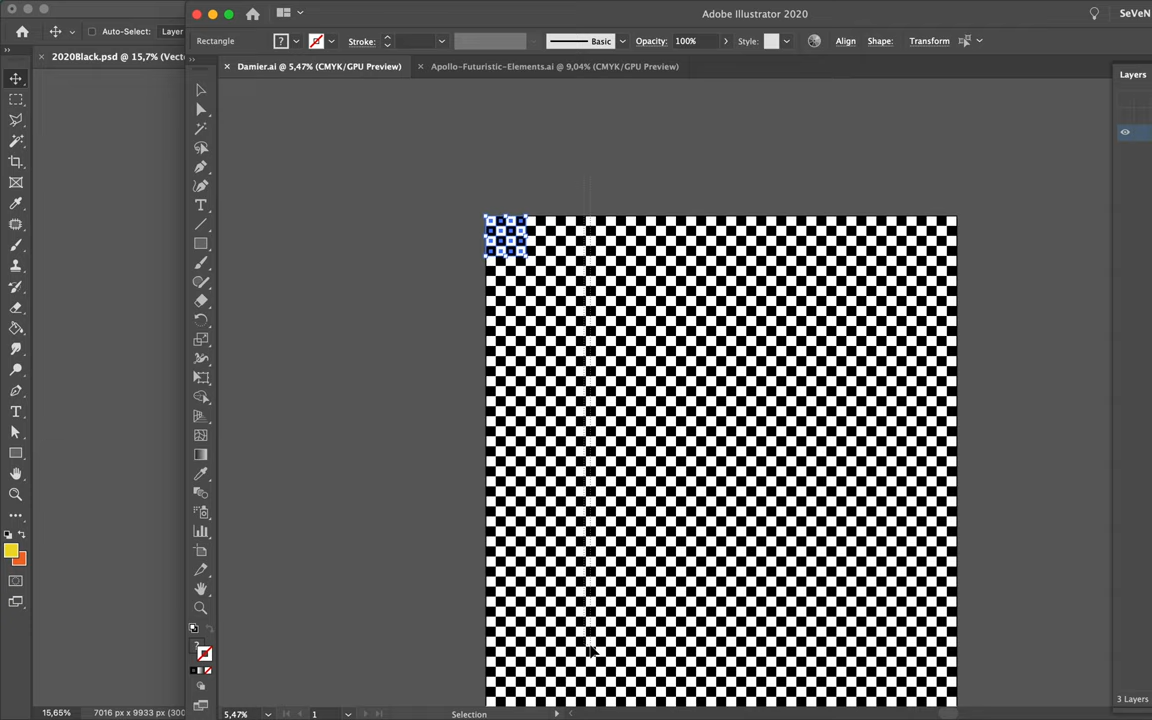 Adobe Illustrator 2020
SeVeN
Auto-Select:
Layer
Rectangle
?
Stroke:
Basic
Opacity:
100%
Style:
Align
Shape:
Transform
2020Black.psd @ 15,7% (Vect
Damier.ai @ 5,47% (CMYK/GPU Preview)
Apollo-Futuristic-Elements.ai @ 9,04% (CMYK/GPU Preview)
Layers
T
T
?
3 Layers
15,65%
7016 px x 9933 px (300
5,47%
1
Selection